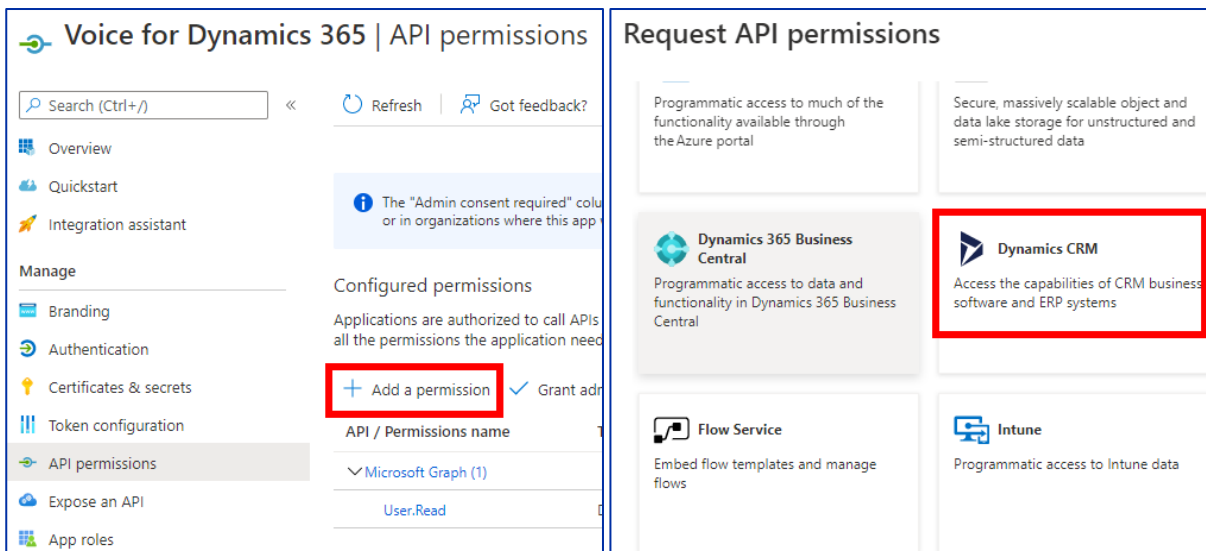 Voice for Dynamics 365 | API permissions
Search (Ctrl+/)
«
Refresh
Got feedback?
Overview
Quickstart
Integration assistant
The "Admin consent required" colu
or in organizations where this app
Manage
Branding
Authentication
Certificates & secrets
Token configuration
API permissions
Expose an API
App roles
Configured permissions
Applications are authorized to call APIs
all the permissions the application need
Add a permission
Grant adr
API / Permissions name
Microsoft Graph (1)
User.Read
Request API permissions
Programmatic access to much of the
functionality available through
the Azure portal
Secure, massively scalable object and
data lake storage for unstructured and
semi-structured data
Dynamics 365 Business
Central
Programmatic access to data and
functionality in Dynamics 365 Business
Central
Dynamics CRM
Access the capabilities of CRM business
software and ERP systems
Flow Service
Embed flow templates and manage
flows
Intune
Programmatic access to Intune data